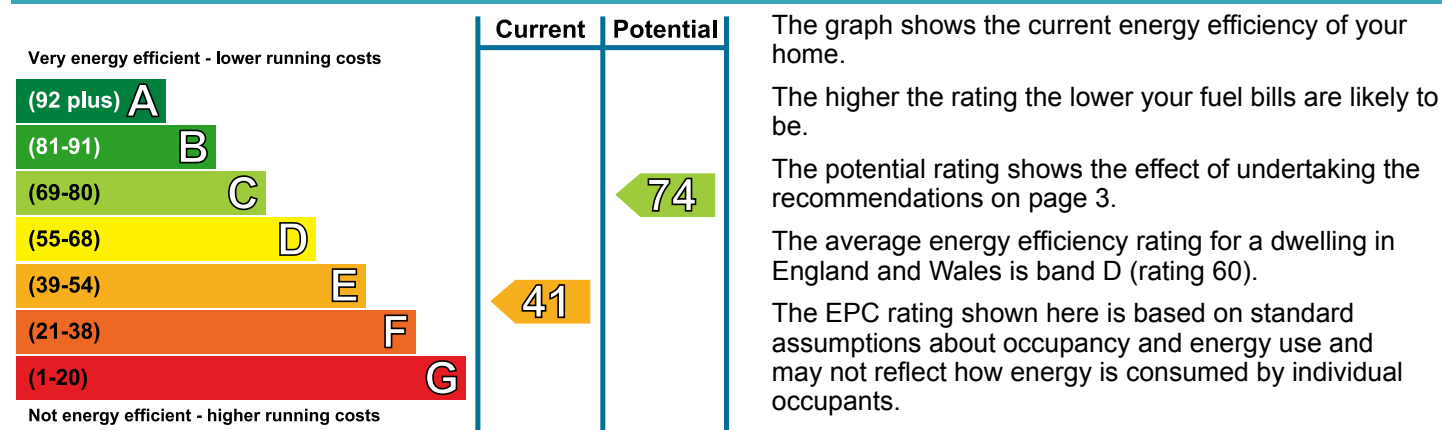 Current Potential
Very energy efficient - lower running costs
(92 plus) A
(81-91) B
(69-80) C
74
(55-68) D
(39-54) E
41
(21-38) F
(1-20) G
Not energy efficient - higher running costs
The graph shows the current energy efficiency of your
home.
The higher the rating the lower your fuel bills are likely to
be.
The potential rating shows the effect of undertaking the
recommendations on page 3.
The average energy efficiency rating for a dwelling in
England and Wales is band D (rating 60).
The EPC rating shown here is based on standard
assumptions about occupancy and energy use and
may not reflect how energy is consumed by individual
occupants.